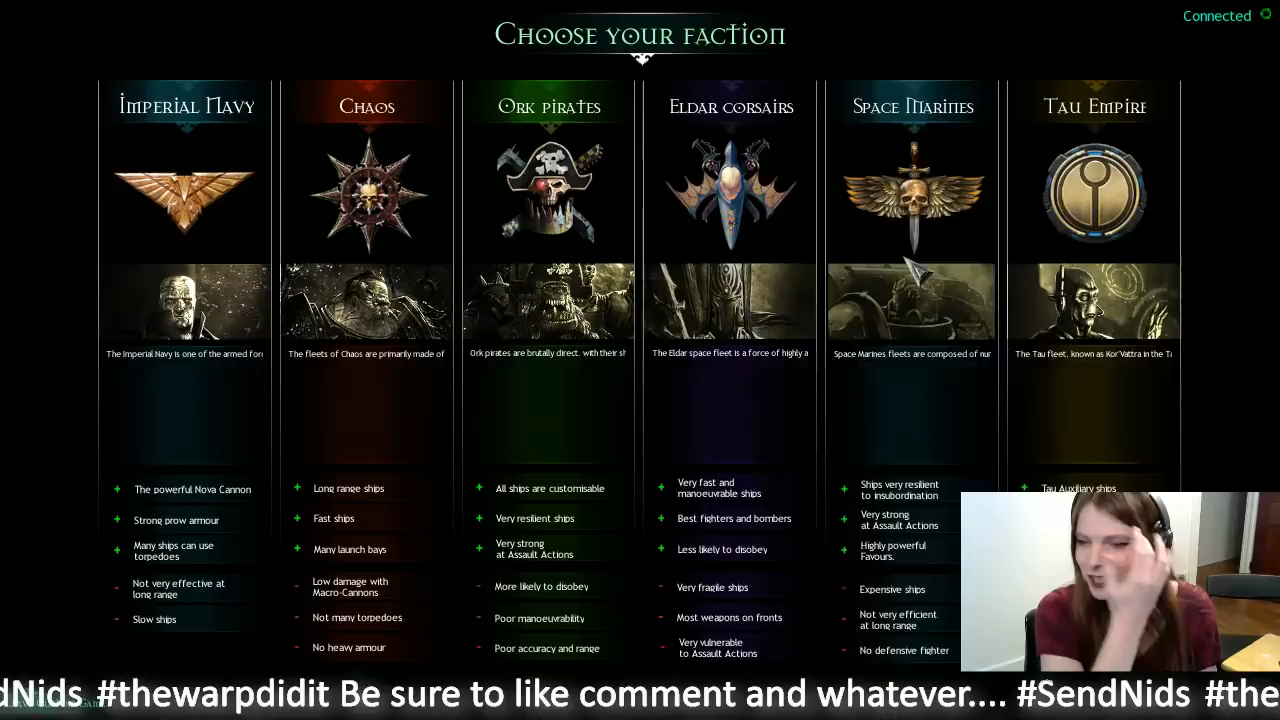 Connected
Choose your faction
Imperial Navy
Chaos
Ork pirates
Eldar corsairs
Space Marines
Tau Empire
The Imperial Navy is one of the armed forc
The fleets of Chaos are primarily made of
Ork pirates are brutally direct. with their sh
The Eldar space fleet is a force of highly a
Space Marines fleets are composed of nur
The Tau fleet, known as Kor'Vattra in the Ta
+ The powerful Nova Cannon
+ Strong prow armour
+ Many ships can use
torpedoes
- Not very effective at
long range
- Slow ships
+ Long range ships
+ Fast ships
+ Many launch bays
- Low damage with
Macro-Cannons
- Not many torpedoes
- No heavy armour
+ All ships are customisable
+ Very resilient ships
+ Very strong
at Assault Actions
- More likely to disobey
- Poor manoeuvrability
- Poor accuracy and range
+ Very fast and
manoeuvrable ships
+ Best fighters and bombers
+ Less likely to disobey
- Very fragile ships
- Most weapons on fronts
- Very vulnerable
to Assault Actions
+ Ships very resilient
to insubordination
+ Very strong
at Assault Actions
+ Highly powerful
Favours.
- Expensive ships
- Not very efficient
at long range
- No defensive fighter
+ Tau Auxiliary ships
dNids #thewarpdidit Be sure to like comment and whatever.... #SendNids #the